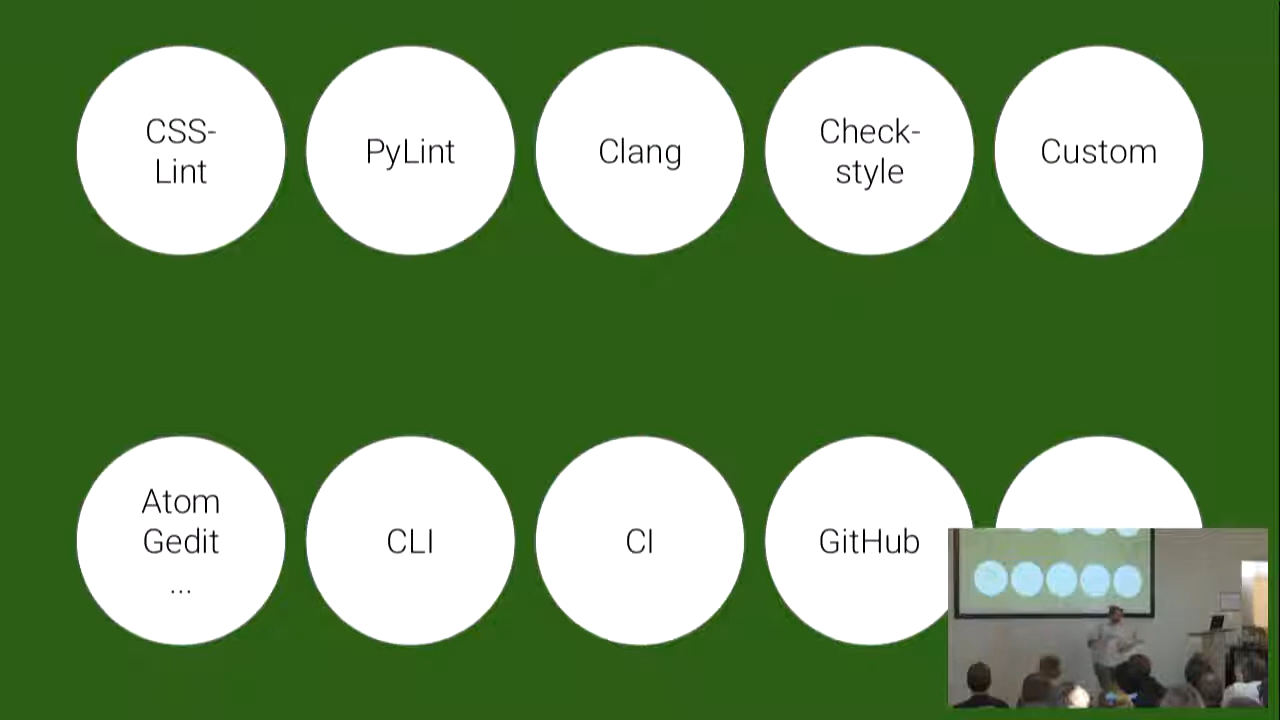 CSS-
Lint
PyLint
Clang
Check-
style
Custom
Atom
Gedit
...
CLI
CI
GitHub